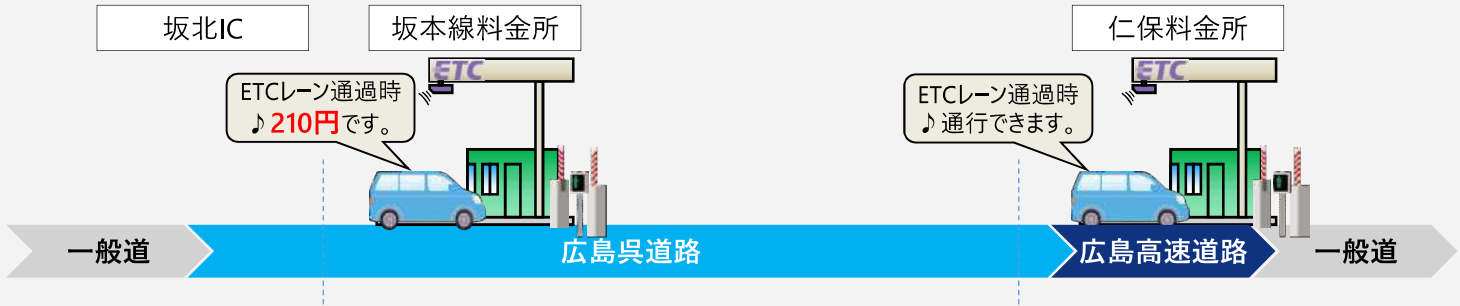 坂北IC
坂本線料金所
仁保料金所
ETC
ETCレーン通過時
♪210円です。
ETC
ETCレーン通過時
♪通行できます。
一般道
広島呉道路
広島高速道路
一般道